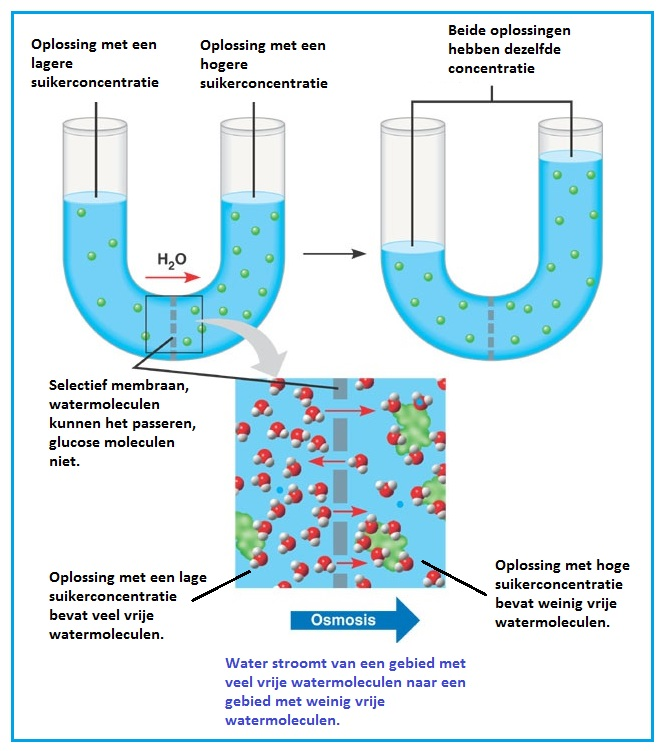 Oplossing met een
lagere
suikerconcentratie
Oplossing met een
hogere
suikerconcentratie
Beide oplossingen
hebben dezelfde
concentratie
H₂O
Selectief membraan,
watermoleculen
kunnen het passeren,
glucose moleculen
niet.
Oplossing met een lage
suikerconcentratie
bevat veel vrije
watermoleculen.
Oplossing met hoge
suikerconcentratie
bevat weinig vrije
watermoleculen.
Osmosis
Water stroomt van een gebied met
veel vrije watermoleculen naar een
gebied met weinig vrije
watermoleculen.